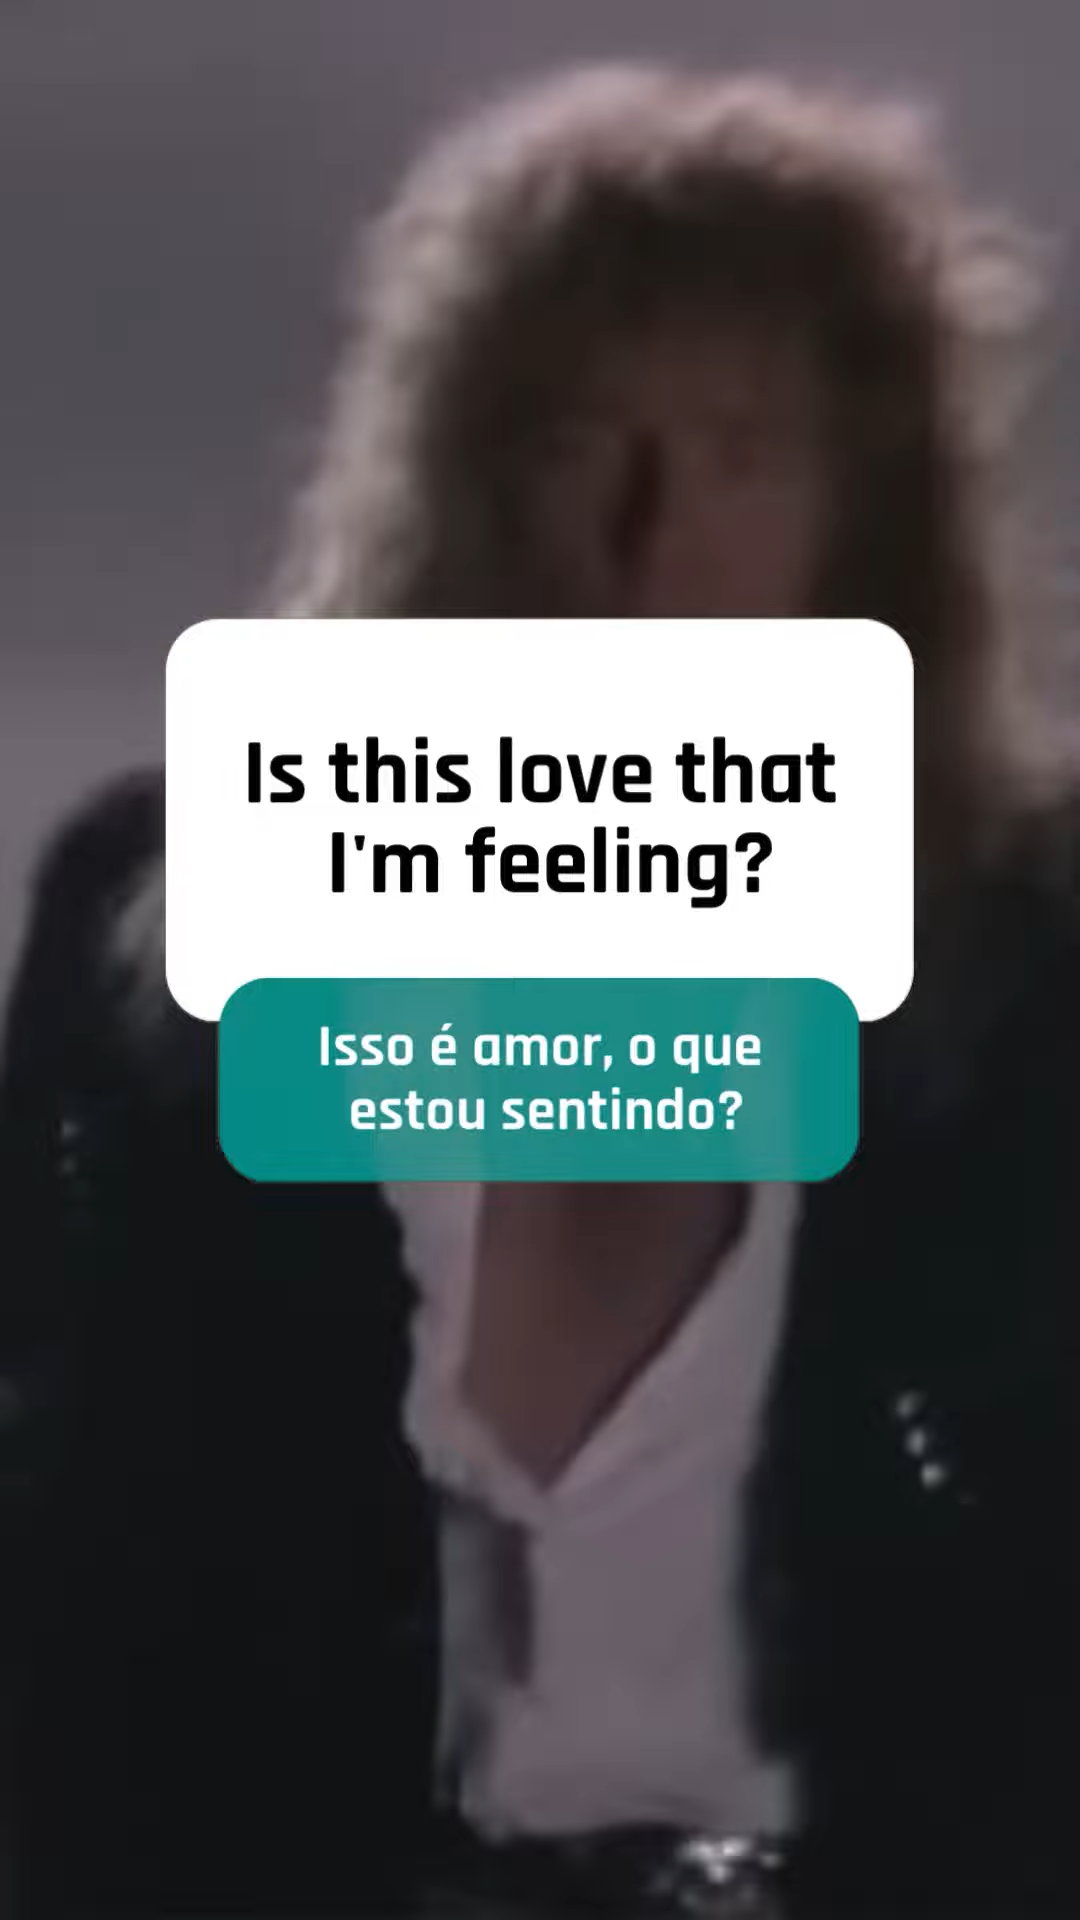 Is this love that
I'm feeling?
Isso é amor, o que
estou sentindo?